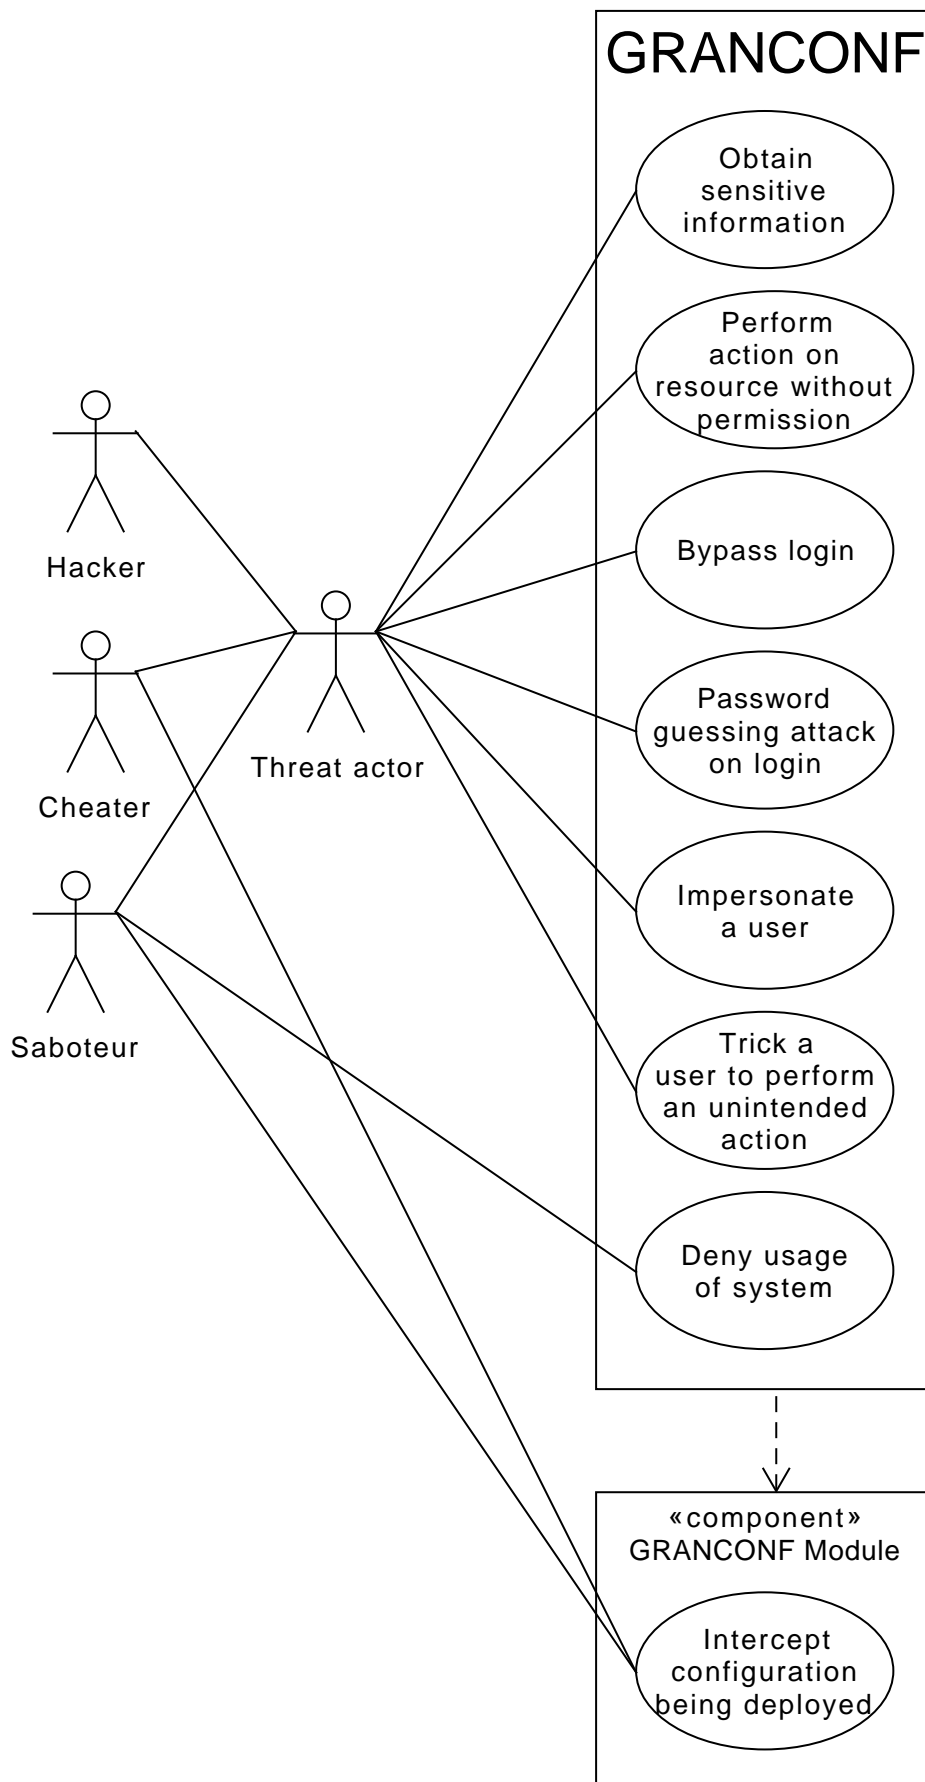 GRANCONF
Obtain
sensitive
information
Perform
action on
resource without
permission
Hacker
Bypass login
Threat actor
Cheater
Password
guessing attack
on login
Impersonate
a user
Saboteur
Trick a
user to perform
an unintended
action
Deny usage
of system
«component»
GRANCONF Module
Intercept
configuration
being deployed